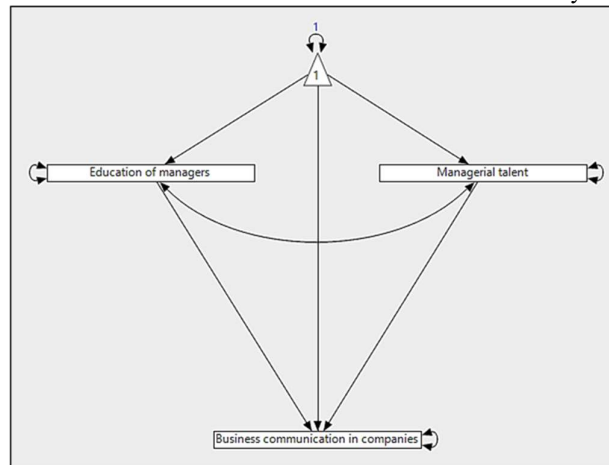 1
1
Education of managers
Managerial talent
Business communication in companies